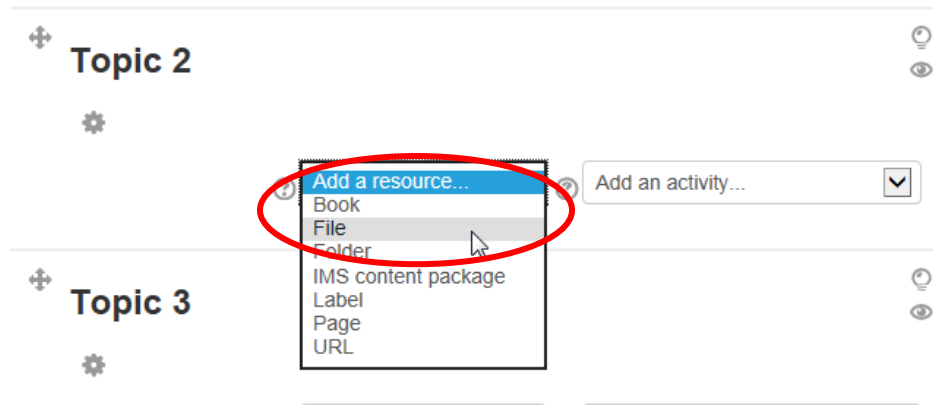 Topic 2
Add a resource...
Add an activity...
Book
File
Folder
IMS content package
Label
Page
URL
Topic 3